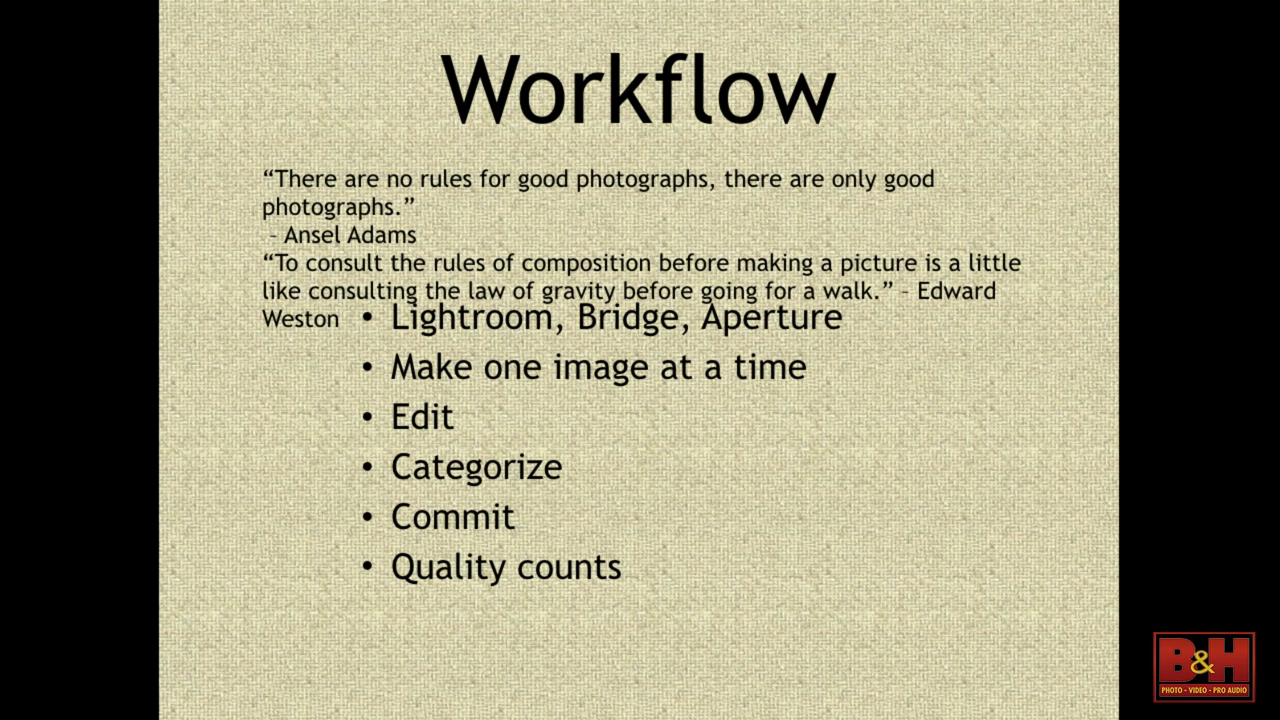 Workflow
“There are no rules for good photographs, there are only good
photographs.”
– Ansel Adams
“To consult the rules of composition before making a picture is a little
like consulting the law of gravity before going for a walk.” – Edward
Weston
• Lightroom, Bridge, Aperture
• Make one image at a time
• Edit
• Categorize
• Commit
• Quality counts
B&H
PHOTO - VIDEO - PRO AUDIO